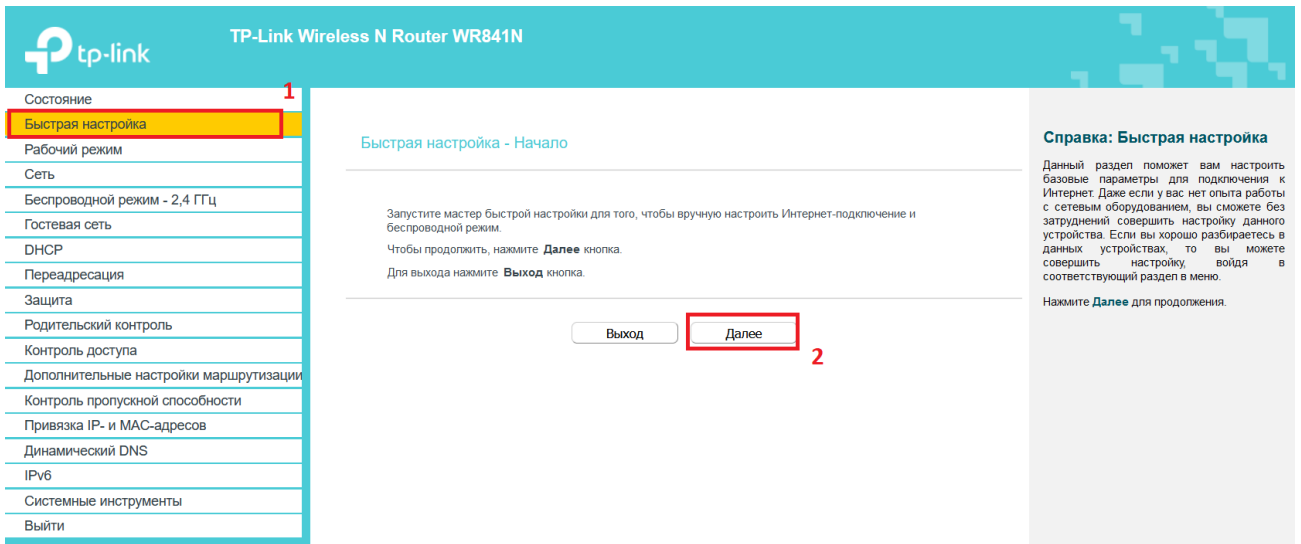 tp-link
TP-Link Wireless N Router WR841N
1
Состояние
Быстрая настройка
Рабочий режим
Сеть
Беспроводной режим - 2,4 ГГц
Гостевая сеть
DHCP
Переадресация
Защита
Родительский контроль
Контроль доступа
Дополнительные настройки маршрутизации
Контроль пропускной способности
Привязка IP- и MAC-адресов
Динамический DNS
IPv6
Системные инструменты
Выйти
Быстрая настройка - Начало
Запустите мастер быстрой настройки для того, чтобы вручную настроить Интернет-подключение и
беспроводной режим.
Чтобы продолжить, нажмите Далее кнопка.
Для выхода нажмите Выход кнопка.
Выход
Далее
2
Справка: Быстрая настройка
Данный раздел поможет вам настроить
базовые параметры для подключения к
Интернет. Даже если у вас нет опыта работы
с сетевым оборудованием, вы сможете без
затруднений совершить настройку данного
устройства. Если вы хорошо разбираетесь в
данных устройствах, то вы можете
совершить настройку, войдя в
соответствующий раздел в меню.
Нажмите Далее для продолжения.